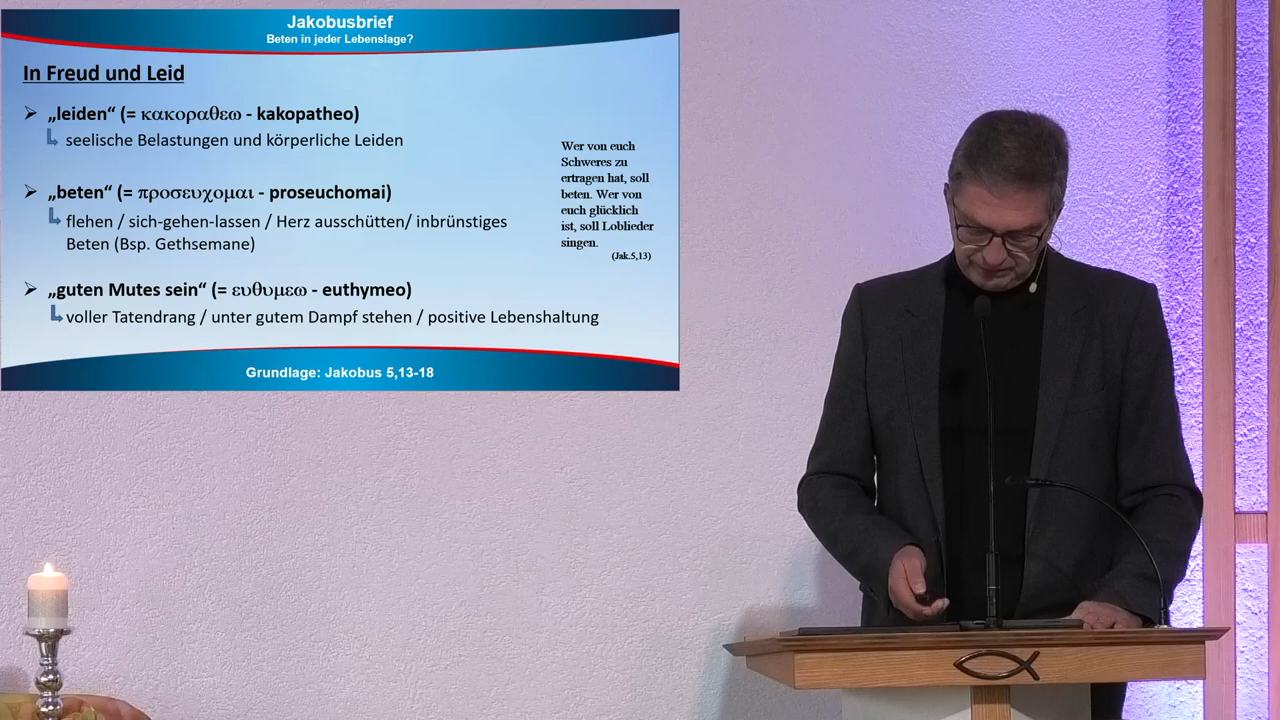 Jakobusbrief
Beten in jeder Lebenslage?
In Freud und Leid
➢ „leiden“ (= κακοραθεω - kakopatheo)
seelische Belastungen und körperliche Leiden
➢ „beten“ (= προσευχομαι - proseuchomai)
flehen / sich-gehen-lassen / Herz ausschütten/ inbrünstiges
Beten (Bsp. Gethsemane)
➢ „guten Mutes sein“ (= ευθυμεω - euthymeo)
voller Tatendrang / unter gutem Dampf stehen / positive Lebenshaltung
Wer von euch
Schweres zu
ertragen hat, soll
beten. Wer von
euch glücklich
ist, soll Loblieder
singen.
(Jak.5,13)
Grundlage: Jakobus 5,13-18